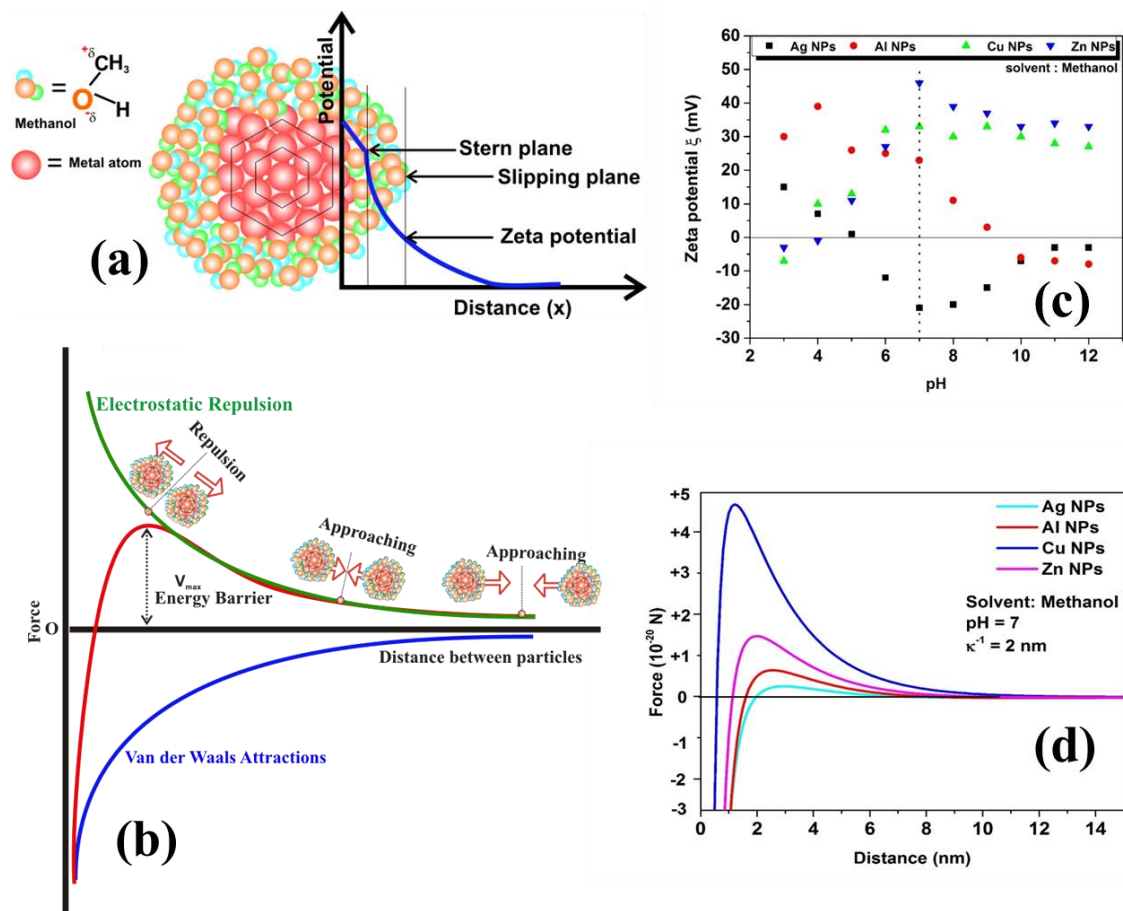 (a)
+δ
CH₃
O
H
-δ
=
Methanol
= Metal atom
Potential
Stern plane
Slipping plane
Zeta potential
Distance (x)
(b)
Force
O
Electrostatic Repulsion
Repulsion
Approaching
Approaching
Vmax
Energy Barrier
Distance between particles
Van der Waals Attractions
(c)
Ag NPs Al NPs Cu NPs Zn NPs
solvent : Methanol
Zeta potential ξ (mV)
60
50
40
30
20
10
0
-10
-20
-30
2 4 6 8 10 12
pH
(d)
Force (10⁻²⁰ N)
+5
+4
+3
+2
+1
0
-1
-2
-3
Ag NPs
Al NPs
Cu NPs
Zn NPs
Solvent: Methanol
pH = 7
κ⁻¹ = 2 nm
0 2 4 6 8 10 12 14
Distance (nm)